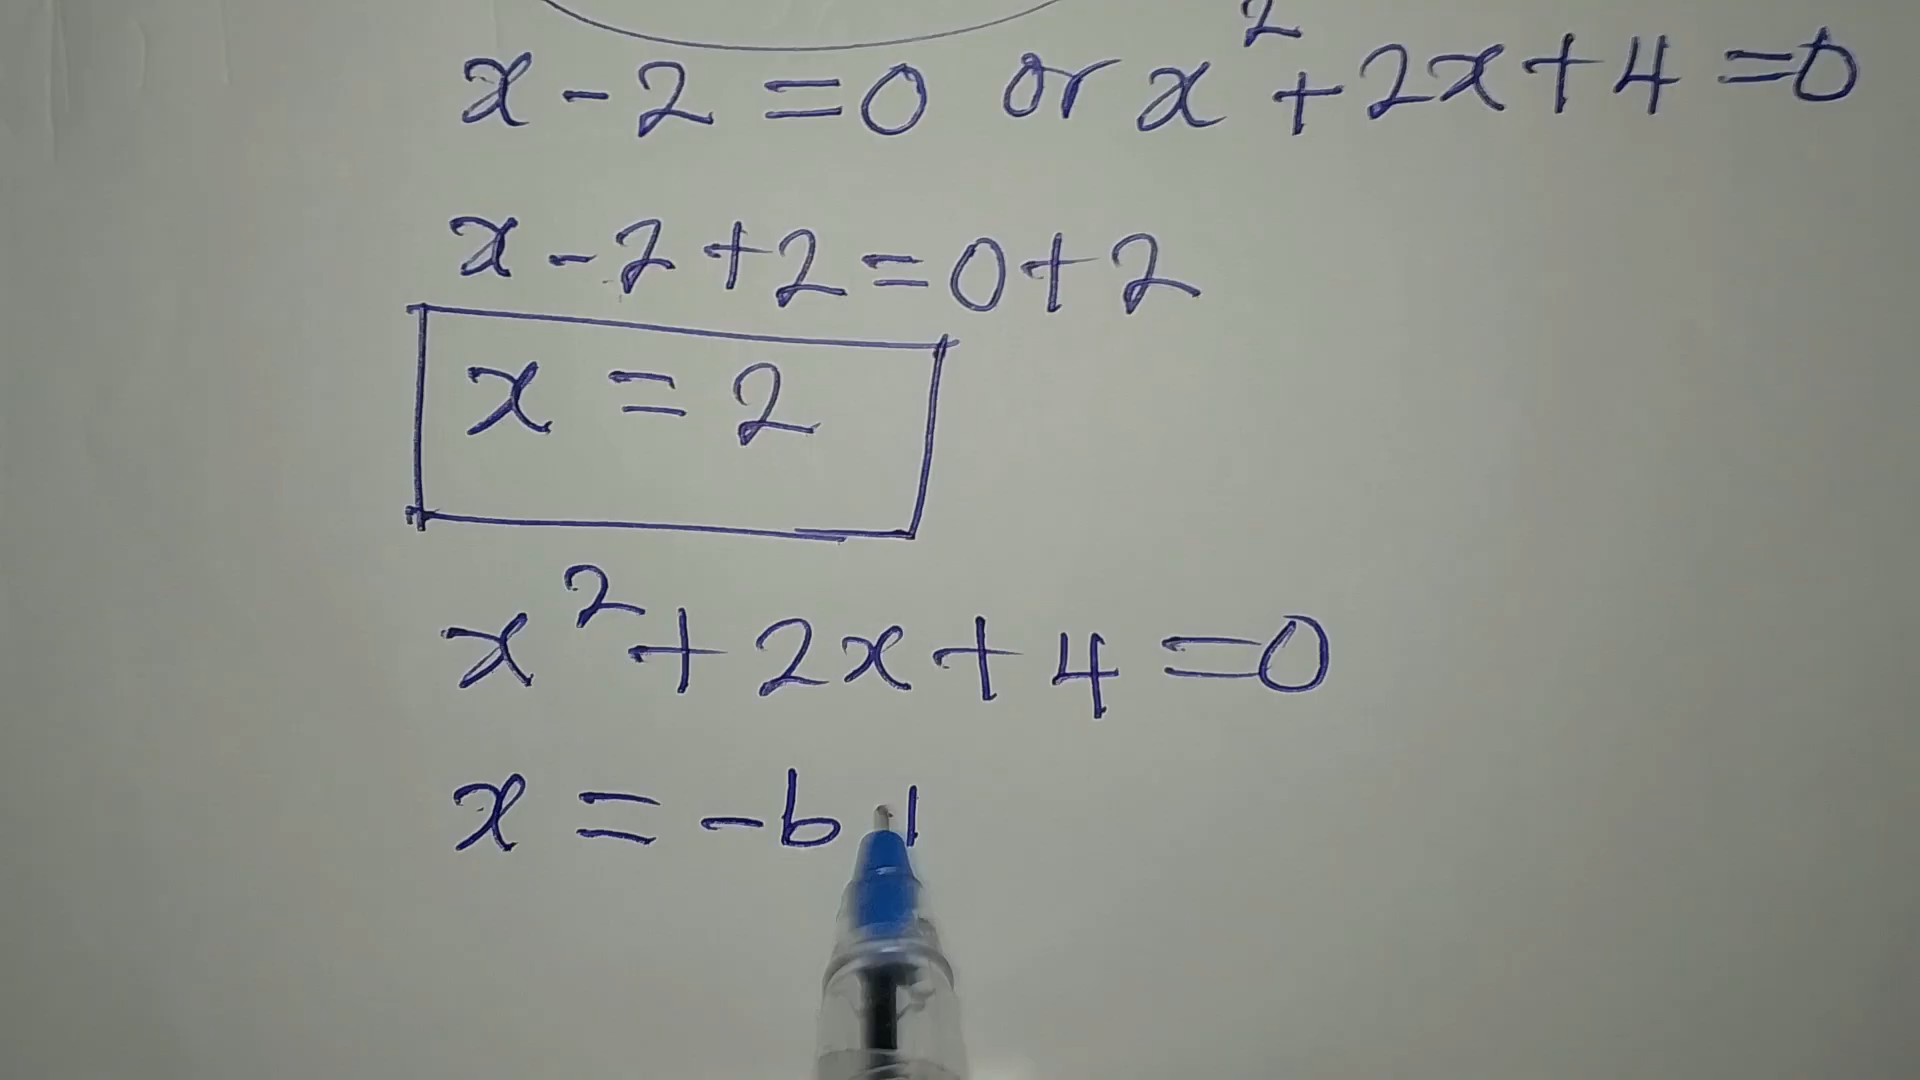 x - 2 = 0 or x² + 2x + 4 = 0
x - 2 + 2 = 0 + 2
x = 2
x² + 2x + 4 = 0
x = -b